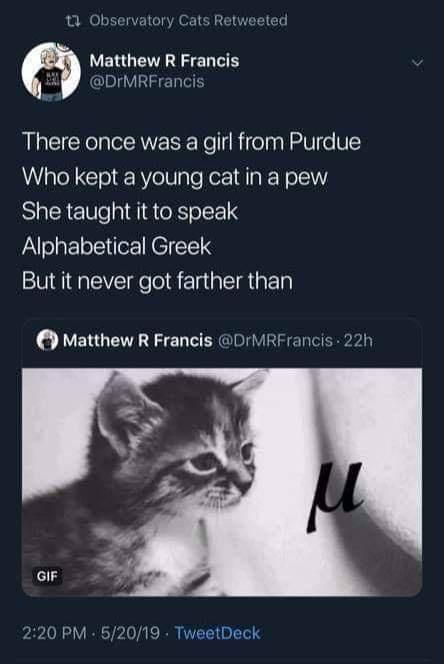 Observatory Cats Retweeted
Matthew R Francis
@DrMRFrancis
There once was a girl from Purdue
Who kept a young cat in a pew
She taught it to speak
Alphabetical Greek
But it never got farther than
Matthew R Francis @DrMRFrancis · 22h
μ
GIF
2:20 PM · 5/20/19 · TweetDeck